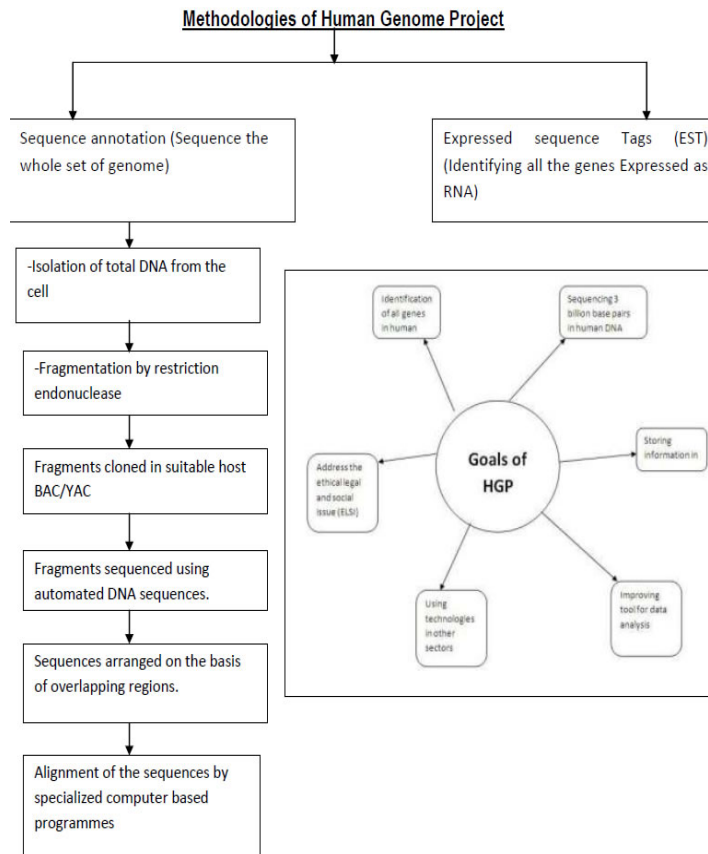 Methodologies of Human Genome Project
Sequence annotation (Sequence the
whole set of genome)
Expressed sequence Tags (EST)
(Identifying all the genes Expressed as
RNA)
-Isolation of total DNA from the
cell
-Fragmentation by restriction
endonuclease
Fragments cloned in suitable host
BAC/YAC
Fragments sequenced using
automated DNA sequences.
Sequences arranged on the basis
of overlapping regions.
Alignment of the sequences by
specialized computer based
programmes
Identification
of all genes
in human
Sequencing 3
billion base pairs
in human DNA
Goals of
HGP
Storing
information in
Address the
ethical legal
and social
issue (ELSI)
Using
technologies
in other
sectors
Improving
tool for data
analysis